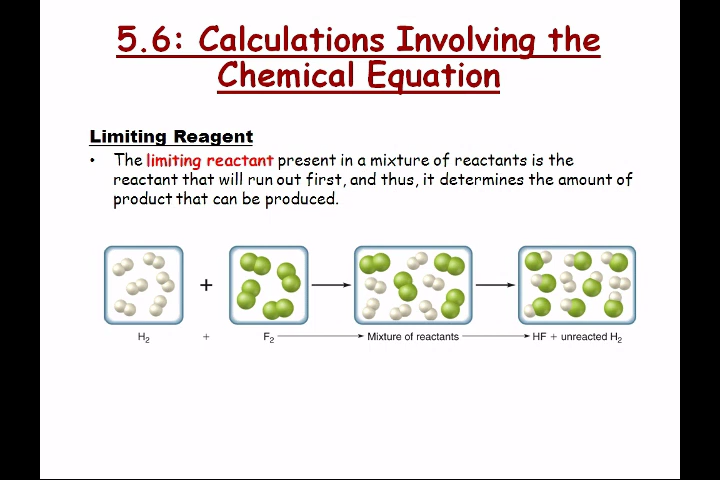 5.6: Calculations Involving the
Chemical Equation
Limiting Reagent
• The limiting reactant present in a mixture of reactants is the
reactant that will run out first, and thus, it determines the amount of
product that can be produced.
+
H₂ + F₂ Mixture of reactants HF + unreacted H₂